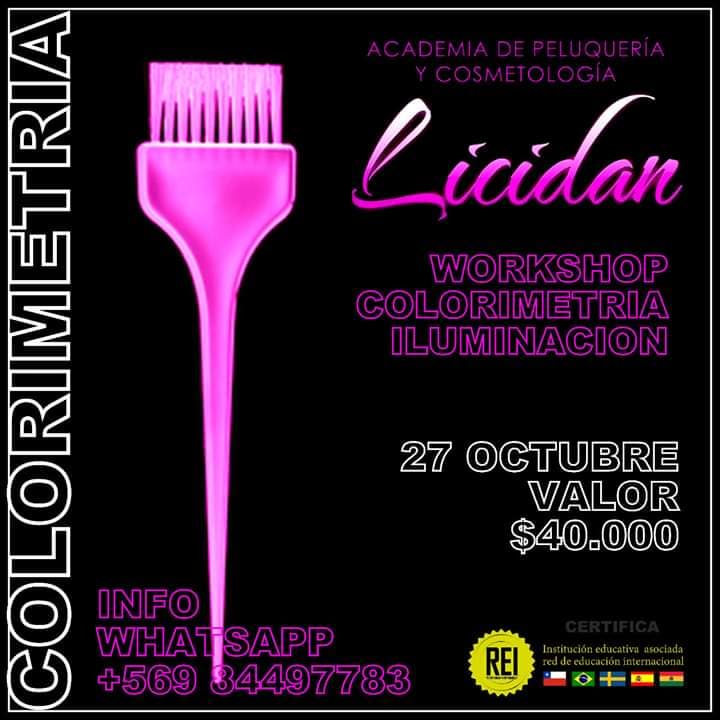 COLORIMETRIA
ACADEMIA DE PELUQUERÍA
Y COSMETOLOGÍA
Licidan
WORKSHOP
COLORIMETRIA
ILUMINACION
27 OCTUBRE
VALOR
$40.000
INFO
WHATSAPP
+569 34497783
CERTIFICA
REI
Institución educativa asociada
red de educación internacional